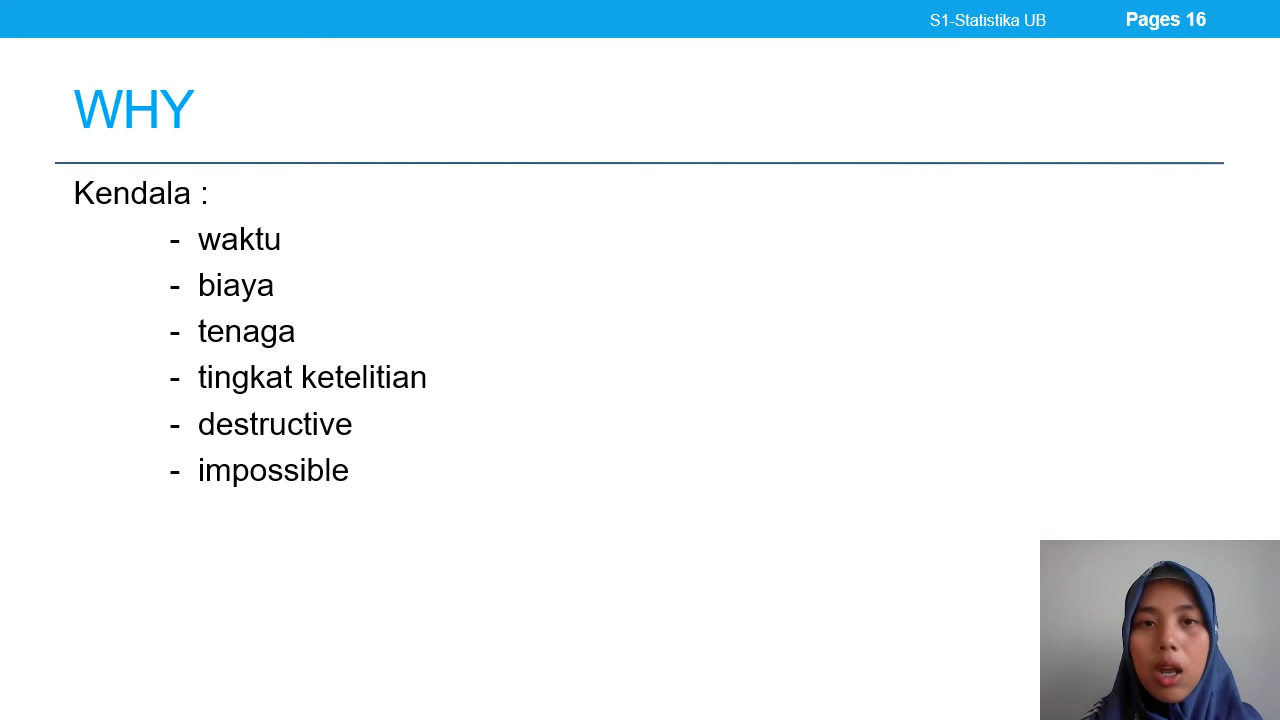 S1-Statistika UB Pages 16
WHY
Kendala :
- waktu
- biaya
- tenaga
- tingkat ketelitian
- destructive
- impossible